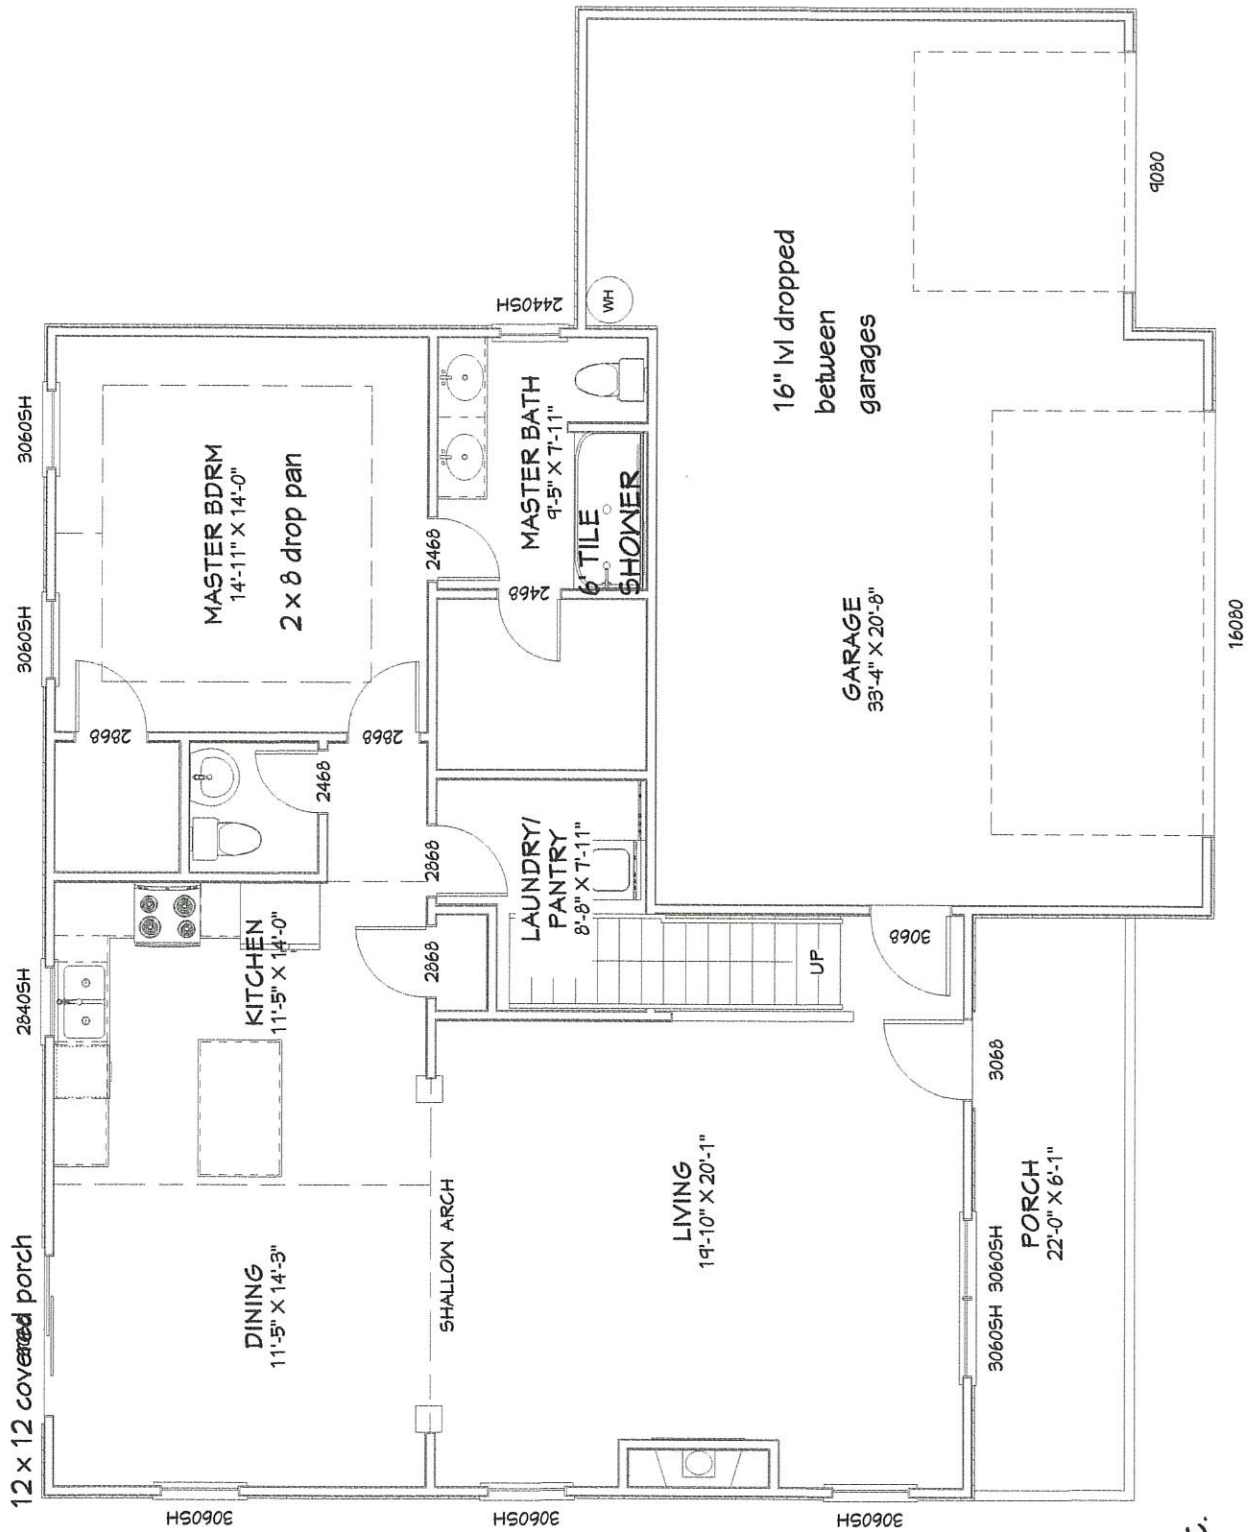 12 x 12 covered porch
2840SH
3060SH
3060SH
3060SH
2868
MASTER BDRM
14'-11" X 14'-0"
2 x 8 drop pan
DINING
11'-5" X 14'-3"
KITCHEN
11'-5" X 14'-0"
2468
2868
SHALLOW ARCH
2868
2868
2468
3060SH
LAUNDRY/
PANTRY
8'-8" X 7'-11"
2468
MASTER BATH
9'-5" X 7'-11"
2440SH
6' TILE
SHOWER
WH
LIVING
19'-10" X 20'-1"
UP
16" lvl dropped
between
garages
GARAGE
33'-4" X 20'-8"
3060SH
3068
3060SH
3060SH
3068
PORCH
22'-0" X 6'-1"
9080
16080